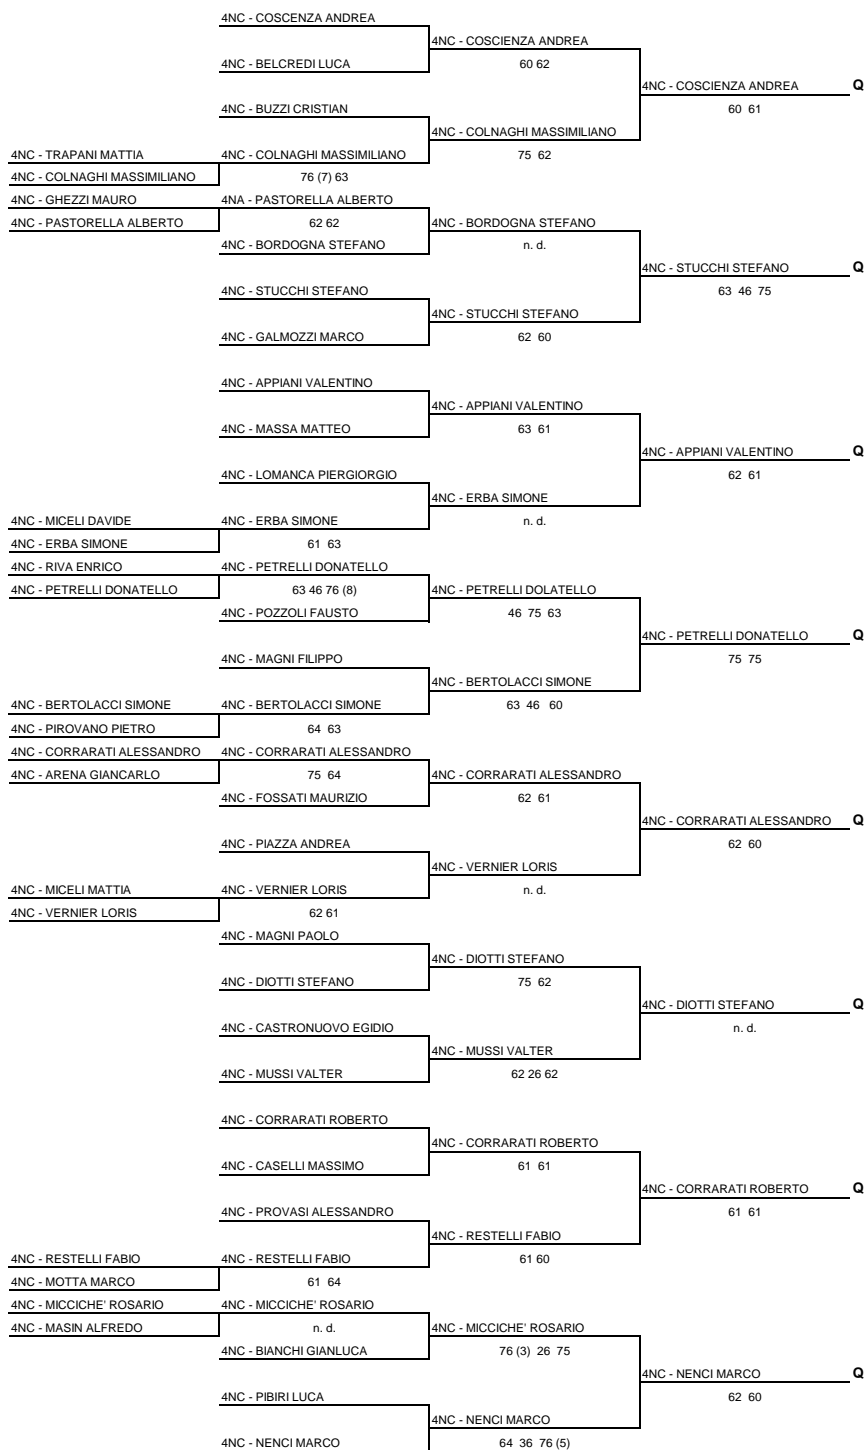 4NC - COSCENZA ANDREA
4NC - COSCIENZA ANDREA
4NC - BELCREDI LUCA 60 62
4NC - COSCIENZA ANDREA Q
4NC - BUZZI CRISTIAN 60 61
4NC - COLNAGHI MASSIMILIANO
4NC - TRAPANI MATTIA 4NC - COLNAGHI MASSIMILIANO 75 62
4NC - COLNAGHI MASSIMILIANO 76 (7) 63
4NC - GHEZZI MAURO 4NA - PASTORELLA ALBERTO
4NC - PASTORELLA ALBERTO 62 62 4NC - BORDOGNA STEFANO
4NC - BORDOGNA STEFANO n. d.
4NC - STUCCHI STEFANO Q
4NC - STUCCHI STEFANO 63 46 75
4NC - STUCCHI STEFANO
4NC - GALMOZZI MARCO 62 60
4NC - APPIANI VALENTINO
4NC - APPIANI VALENTINO
4NC - MASSA MATTEO 63 61
4NC - APPIANI VALENTINO Q
4NC - LOMANCA PIERGIORGIO 62 61
4NC - ERBA SIMONE
4NC - MICELI DAVIDE 4NC - ERBA SIMONE n. d.
4NC - ERBA SIMONE 61 63
4NC - RIVA ENRICO 4NC - PETRELLI DONATELLO
4NC - PETRELLI DONATELLO 63 46 76 (8) 4NC - PETRELLI DOLATELLO
4NC - POZZOLI FAUSTO 46 75 63
4NC - PETRELLI DONATELLO Q
4NC - MAGNI FILIPPO 75 75
4NC - BERTOLACCI SIMONE
4NC - BERTOLACCI SIMONE 4NC - BERTOLACCI SIMONE 63 46 60
4NC - PIROVANO PIETRO 64 63
4NC - CORRARATI ALESSANDRO 4NC - CORRARATI ALESSANDRO
4NC - ARENA GIANCARLO 75 64 4NC - CORRARATI ALESSANDRO
4NC - FOSSATI MAURIZIO 62 61
4NC - CORRARATI ALESSANDRO Q
4NC - PIAZZA ANDREA 62 60
4NC - VERNIER LORIS
4NC - MICELI MATTIA 4NC - VERNIER LORIS n. d.
4NC - VERNIER LORIS 62 61
4NC - MAGNI PAOLO
4NC - DIOTTI STEFANO
4NC - DIOTTI STEFANO 75 62
4NC - DIOTTI STEFANO Q
4NC - CASTRONUOVO EGIDIO n. d.
4NC - MUSSI VALTER
4NC - MUSSI VALTER 62 26 62
4NC - CORRARATI ROBERTO
4NC - CORRARATI ROBERTO
4NC - CASELLI MASSIMO 61 61
4NC - CORRARATI ROBERTO Q
4NC - PROVASI ALESSANDRO 61 61
4NC - RESTELLI FABIO
4NC - RESTELLI FABIO 4NC - RESTELLI FABIO 61 60
4NC - MOTTA MARCO 61 64
4NC - MICCICHE' ROSARIO 4NC - MICCICHE' ROSARIO
4NC - MASIN ALFREDO n. d. 4NC - MICCICHE' ROSARIO
4NC - BIANCHI GIANLUCA 76 (3) 26 75
4NC - NENCI MARCO Q
4NC - PIBIRI LUCA 62 60
4NC - NENCI MARCO
4NC - NENCI MARCO 64 36 76 (5)